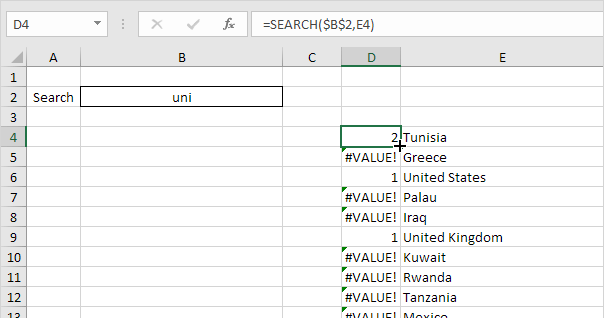 D4 fx =SEARCH($B$2,E4)
A B C D E
1
2 Search uni
3
4 2 Tunisia
5 #VALUE! Greece
6 1 United States
7 #VALUE! Palau
8 #VALUE! Iraq
9 1 United Kingdom
10 #VALUE! Kuwait
11 #VALUE! Rwanda
12 #VALUE! Tanzania
13 #VALUE! Mexico